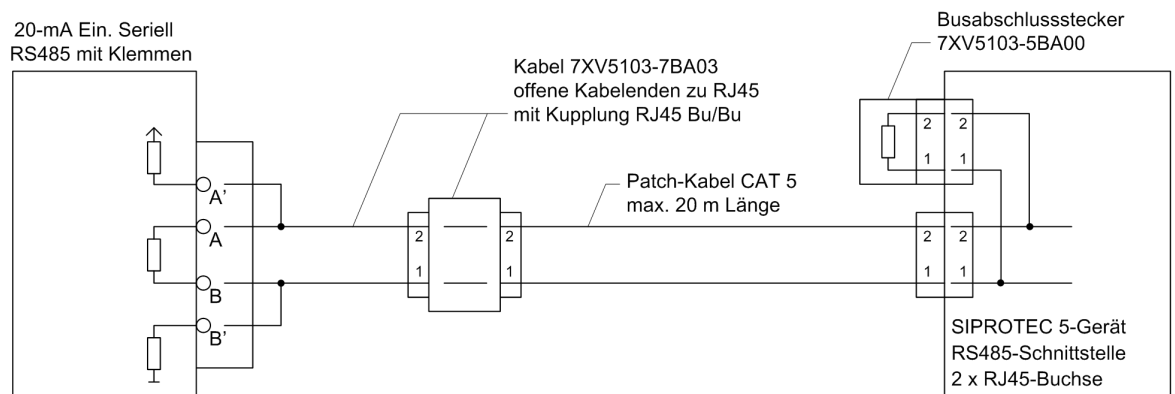 20-mA Ein. Seriell
RS485 mit Klemmen
Kabel 7XV5103-7BA03
offene Kabelenden zu RJ45
mit Kupplung RJ45 Bu/Bu
Busabschlussstecker
7XV5103-5BA00
2 2
1 1
A'
Patch-Kabel CAT 5
max. 20 m Länge
A
2 2
2 2
1 1
1 1
B
B'
SIPROTEC 5-Gerät
RS485-Schnittstelle
2 x RJ45-Buchse